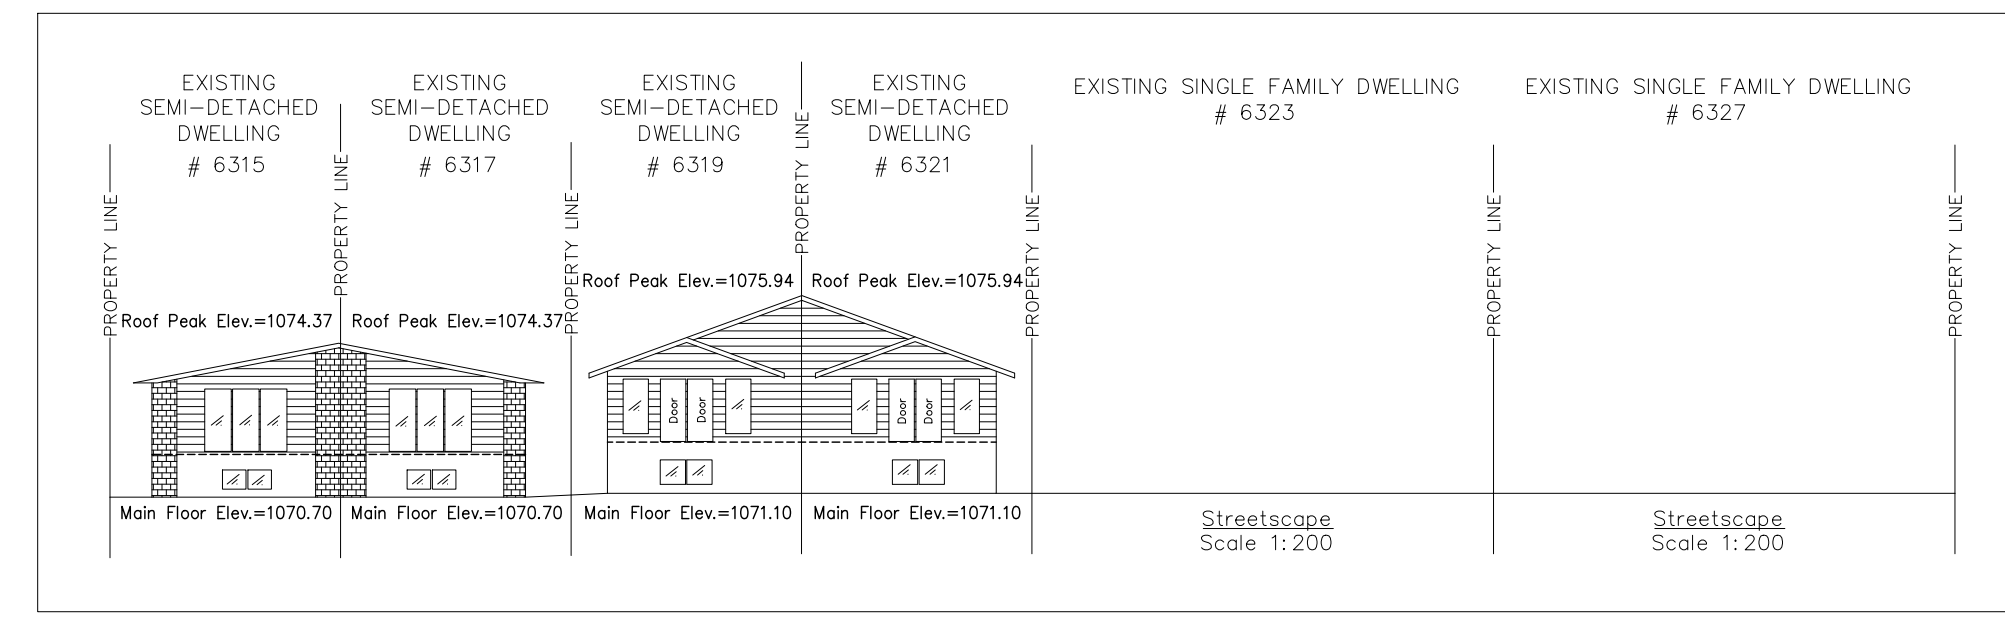 EXISTING
SEMI-DETACHED
DWELLING
# 6315
EXISTING
SEMI-DETACHED
DWELLING
# 6317
EXISTING
SEMI-DETACHED
DWELLING
# 6319
EXISTING
SEMI-DETACHED
DWELLING
# 6321
EXISTING SINGLE FAMILY DWELLING
# 6323
EXISTING SINGLE FAMILY DWELLING
# 6327
PROPERTY LINE
PROPERTY LINE
PROPERTY LINE
PROPERTY LINE
PROPERTY LINE
PROPERTY LINE
PROPERTY LINE
Roof Peak Elev.=1074.37
Roof Peak Elev.=1074.37
Roof Peak Elev.=1075.94
Roof Peak Elev.=1075.94
Door
Door
Door
Door
Main Floor Elev.=1070.70
Main Floor Elev.=1070.70
Main Floor Elev.=1071.10
Main Floor Elev.=1071.10
Streetscape
Scale 1:200
Streetscape
Scale 1:200